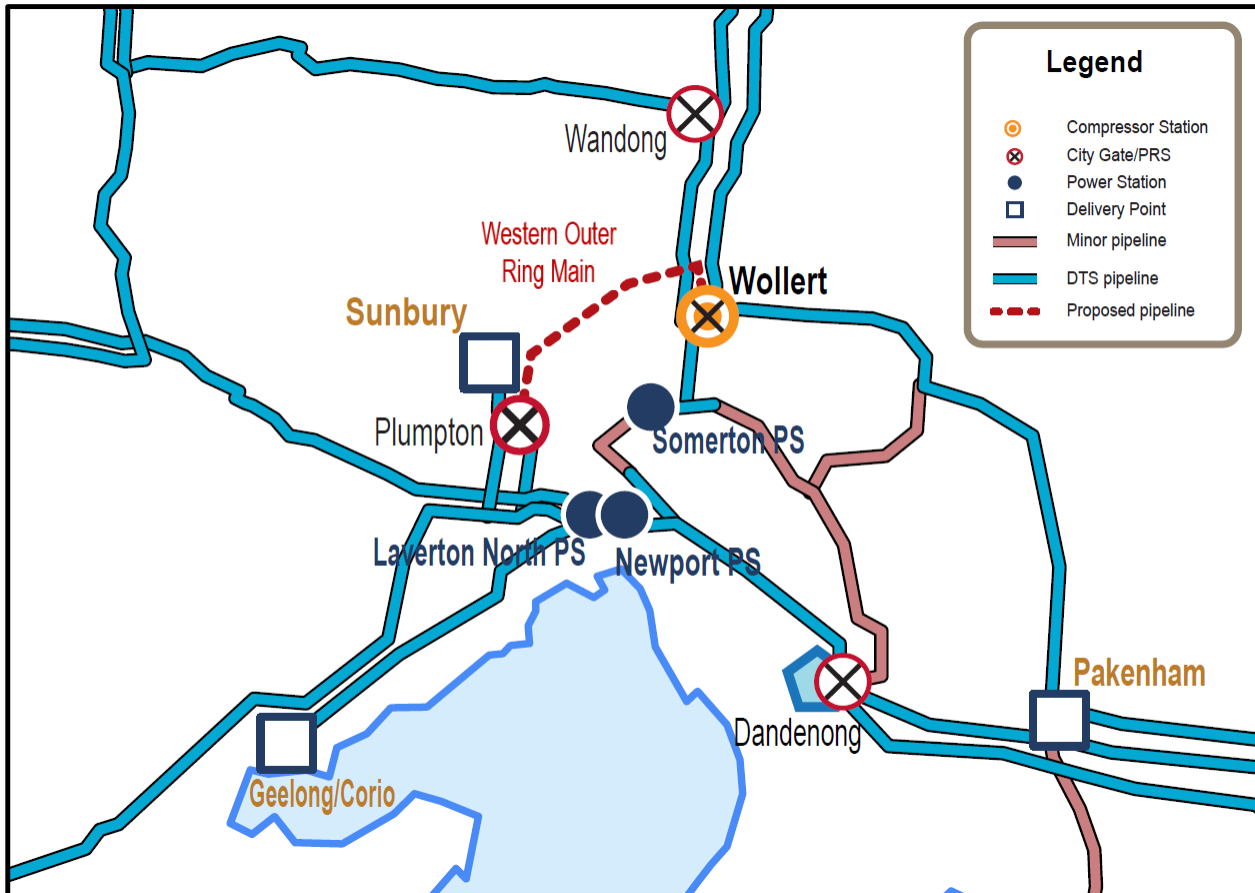 Legend
Compressor Station
City Gate/PRS
Power Station
Delivery Point
Minor pipeline
DTS pipeline
Proposed pipeline
Wandong
Western Outer
Ring Main
Wollert
Sunbury
Plumpton
Somerton PS
Laverton North PS
Newport PS
Pakenham
Dandenong
Geelong/Corio